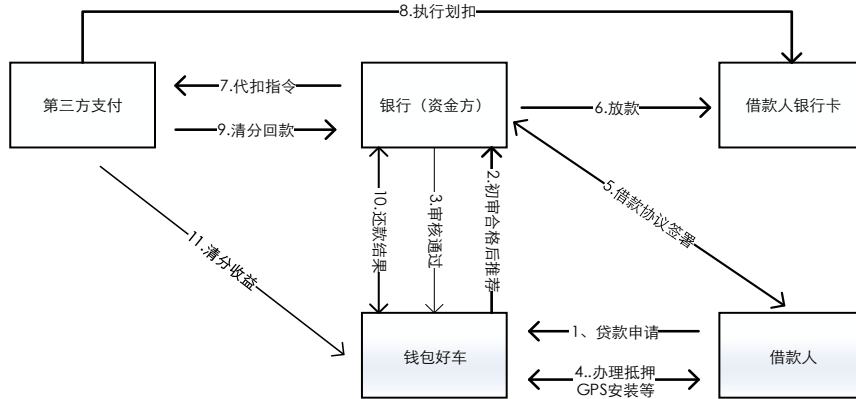 8.执行划扣
第三方支付
7.代扣指令
9.清分回款
银行（资金方）
6.放款
借款人银行卡
10.还款结果
3.审核通过
2.初审合格后推荐
5.借款协议签署
11.清分收益
钱包好车
1、贷款申请
4..办理抵押
GPS安装等
借款人